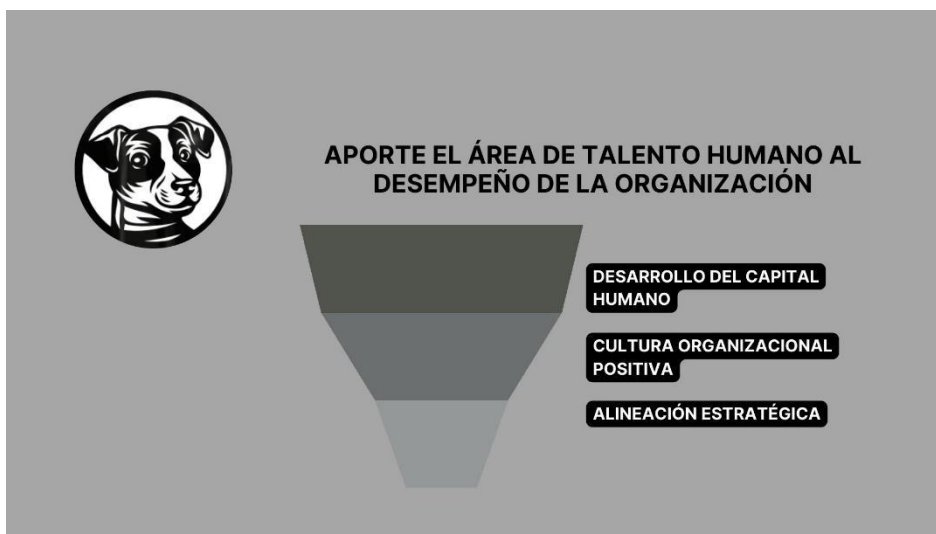 APORTE EL ÁREA DE TALENTO HUMANO AL
DESEMPEÑO DE LA ORGANIZACIÓN
DESARROLLO DEL CAPITAL
HUMANO
CULTURA ORGANIZACIONAL
POSITIVA
ALINEACIÓN ESTRATÉGICA